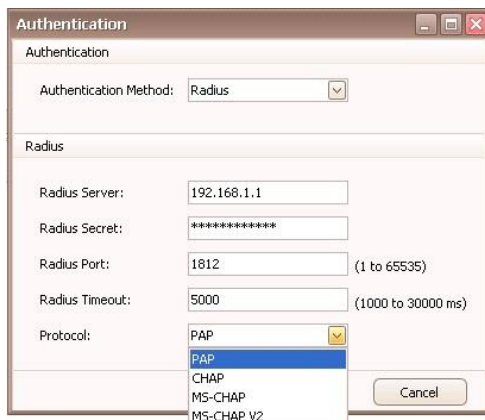 Authentication
Authentication
Authentication Method: Radius
Radius
Radius Server: 192.168.1.1
Radius Secret: ************
Radius Port: 1812 (1 to 65535)
Radius Timeout: 5000 (1000 to 30000 ms)
Protocol: PAP
PAP
CHAP
MS-CHAP
MS-CHAP V2
Cancel